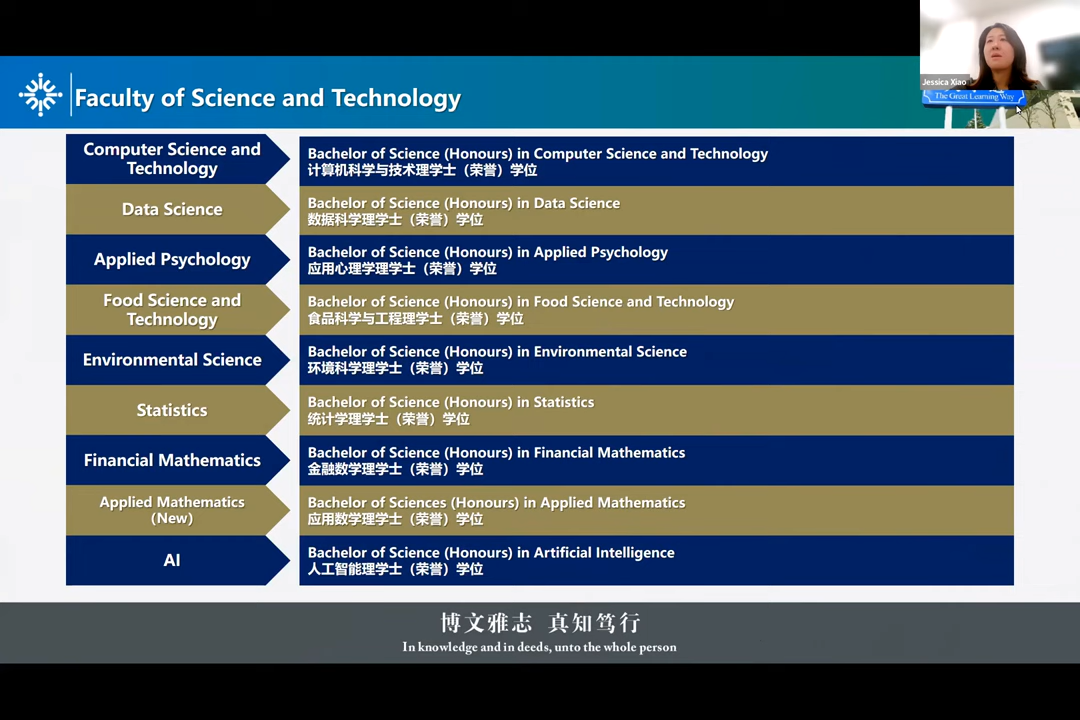 Jessica Xiao
The Great Learning Way
Faculty of Science and Technology
Computer Science and
Technology
Bachelor of Science (Honours) in Computer Science and Technology
计算机科学与技术理学士（荣誉）学位
Data Science
Bachelor of Science (Honours) in Data Science
数据科学理学士（荣誉）学位
Applied Psychology
Bachelor of Science (Honours) in Applied Psychology
应用心理学理学士（荣誉）学位
Food Science and
Technology
Bachelor of Science (Honours) in Food Science and Technology
食品科学与工程理学士（荣誉）学位
Environmental Science
Bachelor of Science (Honours) in Environmental Science
环境科学理学士（荣誉）学位
Statistics
Bachelor of Science (Honours) in Statistics
统计学理学士（荣誉）学位
Financial Mathematics
Bachelor of Science (Honours) in Financial Mathematics
金融数学理学士（荣誉）学位
Applied Mathematics
(New)
Bachelor of Sciences (Honours) in Applied Mathematics
应用数学理学士（荣誉）学位
AI
Bachelor of Science (Honours) in Artificial Intelligence
人工智能理学士（荣誉）学位
博文雅志 真知笃行
In knowledge and in deeds, unto the whole person